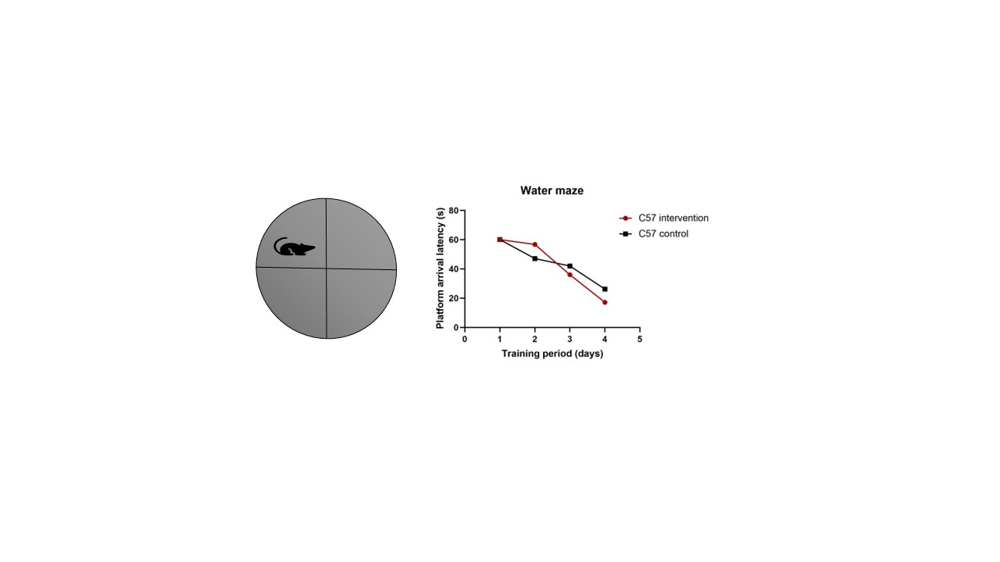 Water maze
Platform arrival latency (s)
80
60
40
20
0
0 1 2 3 4 5
Training period (days)
C57 intervention
C57 control